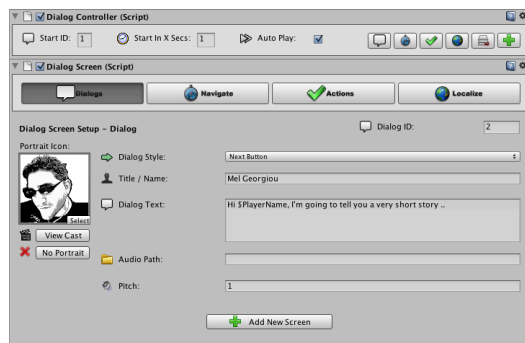 Dialog Controller (Script)
Start ID: 1 Start In X Secs: 1 Auto Play:
Dialog Screen (Script)
Dialogs Navigate Actions Localize
Dialog Screen Setup - Dialog Dialog ID: 2
Portrait Icon:
Dialog Style: Next Button
Title / Name: Mel Georgiou
Dialog Text: Hi $PlayerName, I'm going to tell you a very short story ..
Select
View Cast
No Portrait
Audio Path:
Pitch: 1
Add New Screen